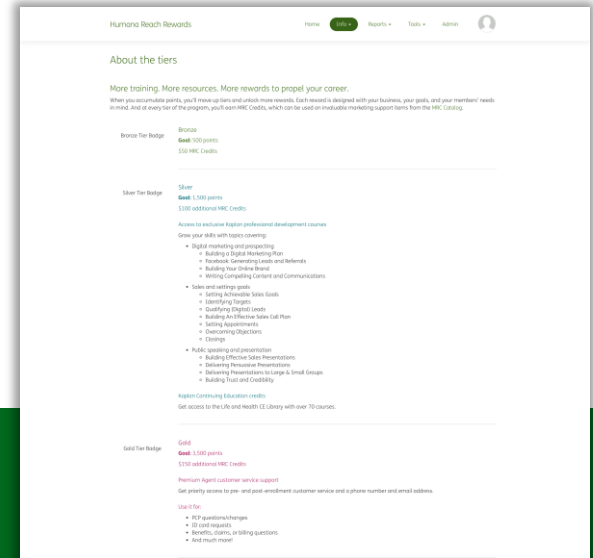 Humana Reach Rewards
Home Info Reports Tools Admin
About the tiers
More training. More resources. More rewards to propel your career.
When you accumulate points, you'll move up tiers and unlock more rewards. Each reward is designed with your business, your goals, and your members' needs
in mind. And at every tier of the program, you'll earn MRC Credits, which can be used on invaluable marketing support items from the MRC Catalog.
Bronze Tier Badge
Bronze
Goal: 500 points
$50 MRC Credits
Silver Tier Badge
Silver
Goal: 1,500 points
$100 additional MRC Credits
Access to exclusive Kaplan professional development courses
Grow your skills with topics covering:
• Digital marketing and prospecting
Building a Digital Marketing Plan
Facebook: Generating Leads and Referrals
Building Your Online Brand
Writing Compelling Content and Communications
• Sales and settings goals
Setting Achievable Sales Goals
Identifying Targets
Qualifying (Digital) Leads
Building An Effective Sales Call Plan
Setting Appointments
Overcoming Objections
Closings
• Public speaking and presentation
Building Effective Sales Presentations
Delivering Persuasive Presentations
Delivering Presentations to Large & Small Groups
Building Trust and Credibility
Kaplan Continuing Education credits
Get access to the Life and Health CE Library with over 70 courses.
Gold Tier Badge
Gold
Goal: 3,500 points
$150 additional MRC Credits
Premium Agent customer service support
Get priority access to pre- and post-enrollment customer service and a phone number and email address.
Use it for:
• PCP questions/changes
• ID card requests
• Benefits, claims, or billing questions
• And much more!